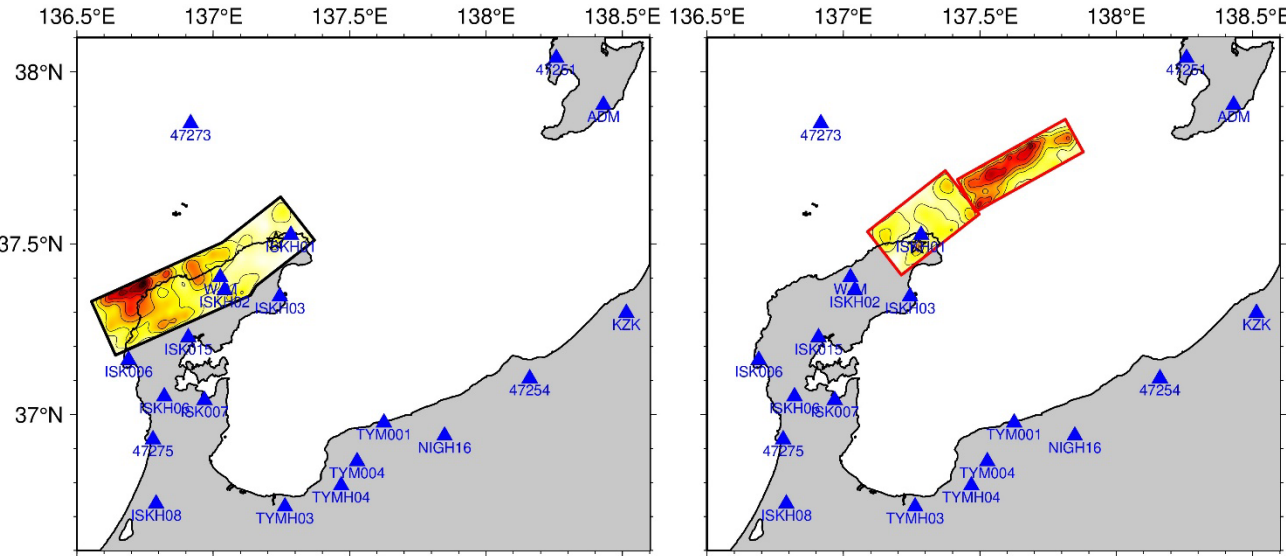 136.5°E 137°E 137.5°E 138°E 138.5°E 136.5°E 137°E 137.5°E 138°E 138.5°E
38°N
47251
ADM
47273
37.5°N
ISKH01
WJM
ISKH02
ISKH03
KZK
ISK015
ISK006
47254
37°N
ISKH06
ISK007
TYM001
47275
NIGH16
TYM004
TYMH04
ISKH08
TYMH03
47251
ADM
47273
ISKH01
WJM
ISKH02
ISKH03
KZK
ISK015
ISK006
47254
ISKH06
ISK007
TYM001
47275
NIGH16
TYM004
TYMH04
ISKH08
TYMH03